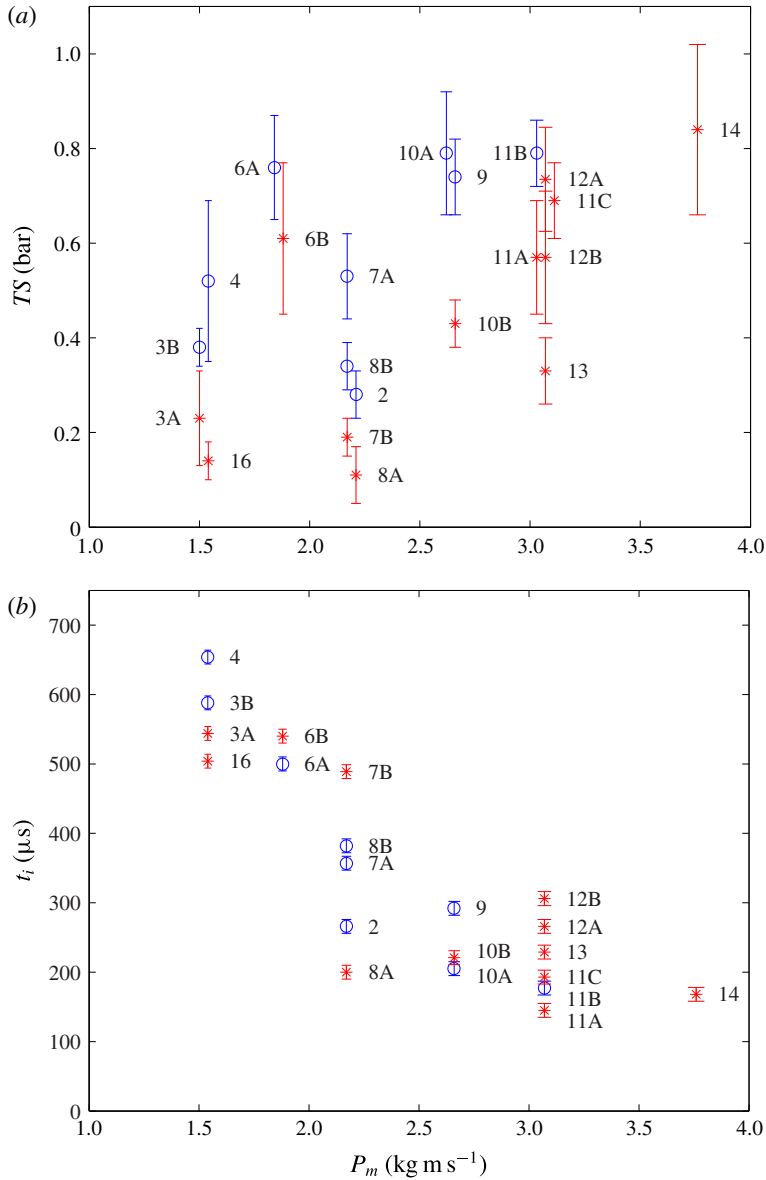 (a)
1.0
0.8
0.6
0.4
0.2
0
TS (bar)
3B
4
3A
16
6A
6B
7A
8B
2
7B
8A
10A
9
10B
11B
12A
11C
11A
12B
13
14
1.0 1.5 2.0 2.5 3.0 3.5 4.0
(b)
700
600
500
400
300
200
100
0
t_i (μs)
4
3B
3A
16
6B
6A
7B
8B
7A
2
8A
9
10B
10A
12B
12A
13
11C
11B
11A
14
1.0 1.5 2.0 2.5 3.0 3.5 4.0
P_m (kg m s⁻¹)